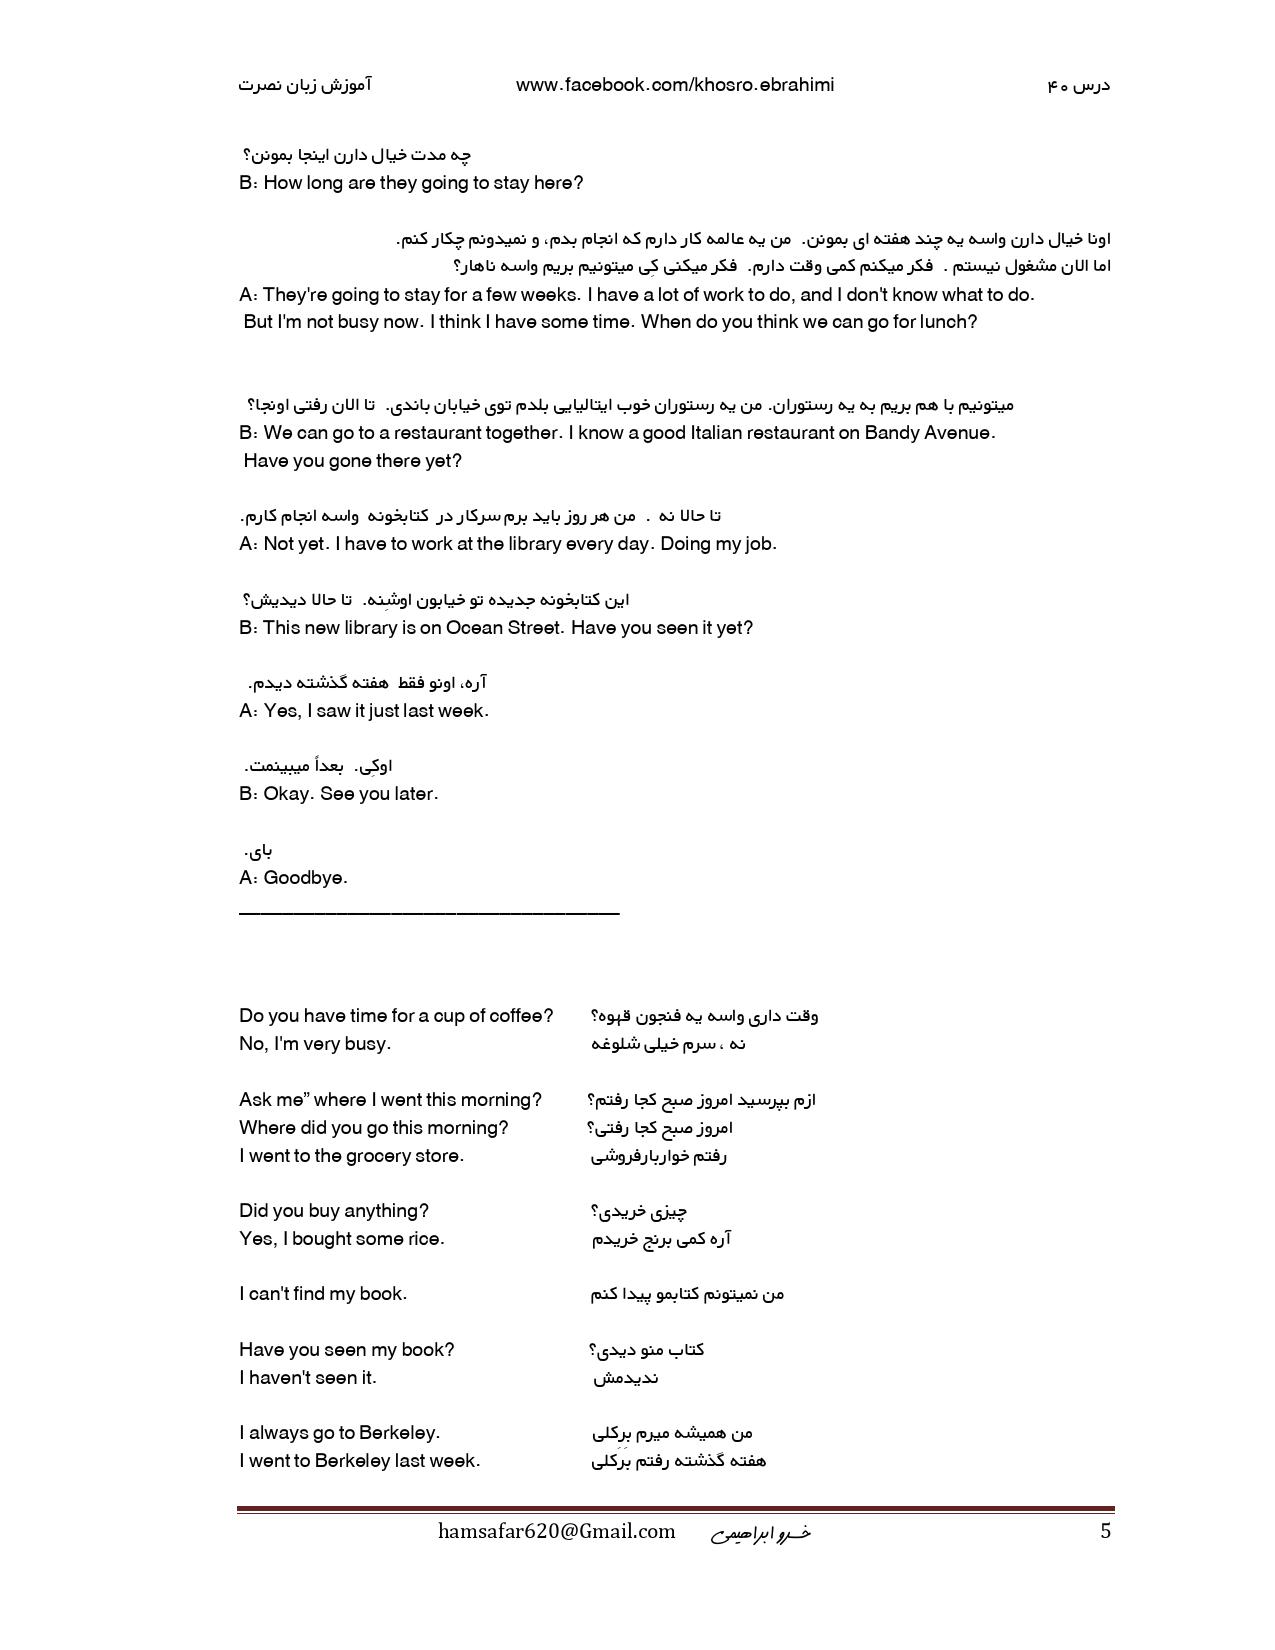 درس ۴۰ www.facebook.com/khosro.ebrahimi آموزش زبان نصرت
چه مدت خیال دارن اینجا بمونن؟
B: How long are they going to stay here?
اونا خیال دارن واسه یه چند هفته ای بمونن. من یه عالمه کار دارم که انجام بدم، و نمیدونم چکار کنم.
اما الان مشغول نیستم . فکر میکنم کمی وقت دارم. فکر میکنی کِی میتونیم بریم واسه ناهار؟
A: They're going to stay for a few weeks. I have a lot of work to do, and I don't know what to do.
But I'm not busy now. I think I have some time. When do you think we can go for lunch?
میتونیم با هم بریم به یه رستوران. من یه رستوران خوب ایتالیایی بلدم توی خیابان باندی. تا الان رفتی اونجا؟
B: We can go to a restaurant together. I know a good Italian restaurant on Bandy Avenue.
Have you gone there yet?
تا حالا نه . من هر روز باید برم سرکار در کتابخونه واسه انجام کارم.
A: Not yet. I have to work at the library every day. Doing my job.
این کتابخونه جدیده تو خیابون اوشِنه. تا حالا دیدیش؟
B: This new library is on Ocean Street. Have you seen it yet?
آره، اونو فقط هفته گذشته دیدم.
A: Yes, I saw it just last week.
اوکِی. بعداً میبینمت.
B: Okay. See you later.
بای.
A: Goodbye.
Do you have time for a cup of coffee? وقت داری واسه یه فنجون قهوه؟
No, I'm very busy. نه ، سرم خیلی شلوغه
Ask me” where I went this morning? ازم بپرسید امروز صبح کجا رفتم؟
Where did you go this morning? امروز صبح کجا رفتی؟
I went to the grocery store. رفتم خواربارفروشی
Did you buy anything? چیزی خریدی؟
Yes, I bought some rice. آره کمی برنج خریدم
I can't find my book. من نمیتونم کتابمو پیدا کنم
Have you seen my book? کتاب منو دیدی؟
I haven't seen it. ندیدمش
I always go to Berkeley. من همیشه میرم بِرکِلی
I went to Berkeley last week. هفته گذشته رفتم بِرکِلی
hamsafar620@Gmail.com خسرو ابراهیمی 5